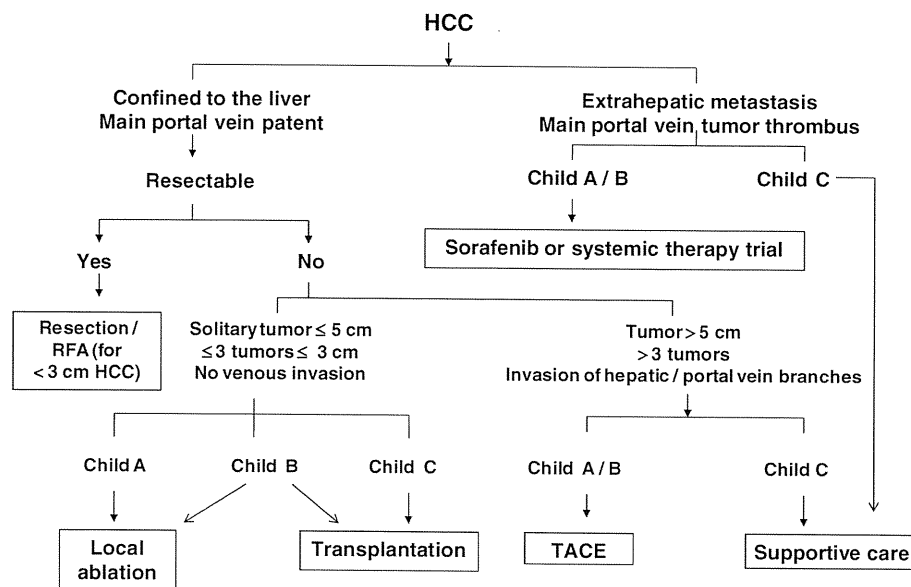 HCC
Confined to the liver
Main portal vein patent
Extrahepatic metastasis
Main portal vein tumor thrombus
Resectable
Child A / B
Child C
Sorafenib or systemic therapy trial
Yes
No
Resection /
RFA (for
< 3 cm HCC)
Solitary tumor ≤ 5 cm
≤ 3 tumors ≤ 3 cm
No venous invasion
Tumor > 5 cm
> 3 tumors
Invasion of hepatic / portal vein branches
Child A
Child B
Child C
Child A / B
Child C
Local
ablation
Transplantation
TACE
Supportive care